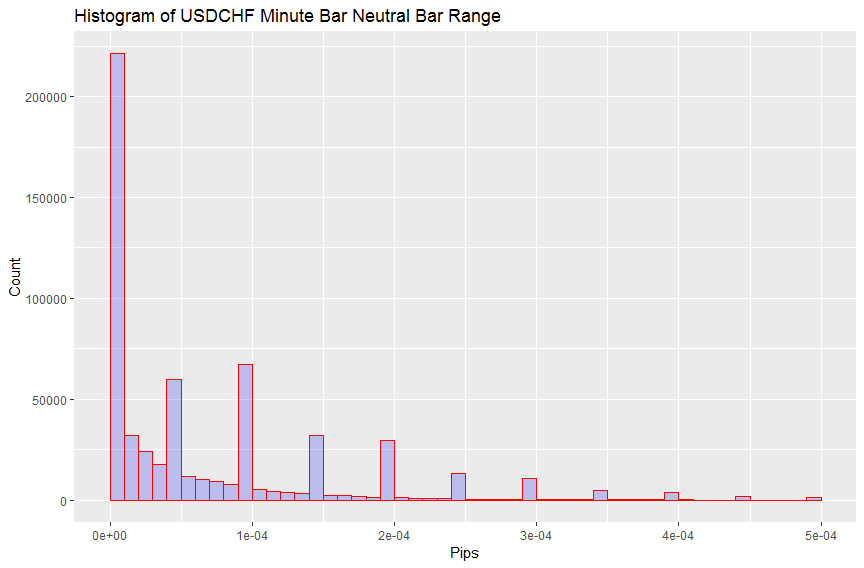 Histogram of USDCHF Minute Bar Neutral Bar Range
200000
150000
100000
50000
0
Count
0e+00 1e-04 2e-04 3e-04 4e-04 5e-04
Pips